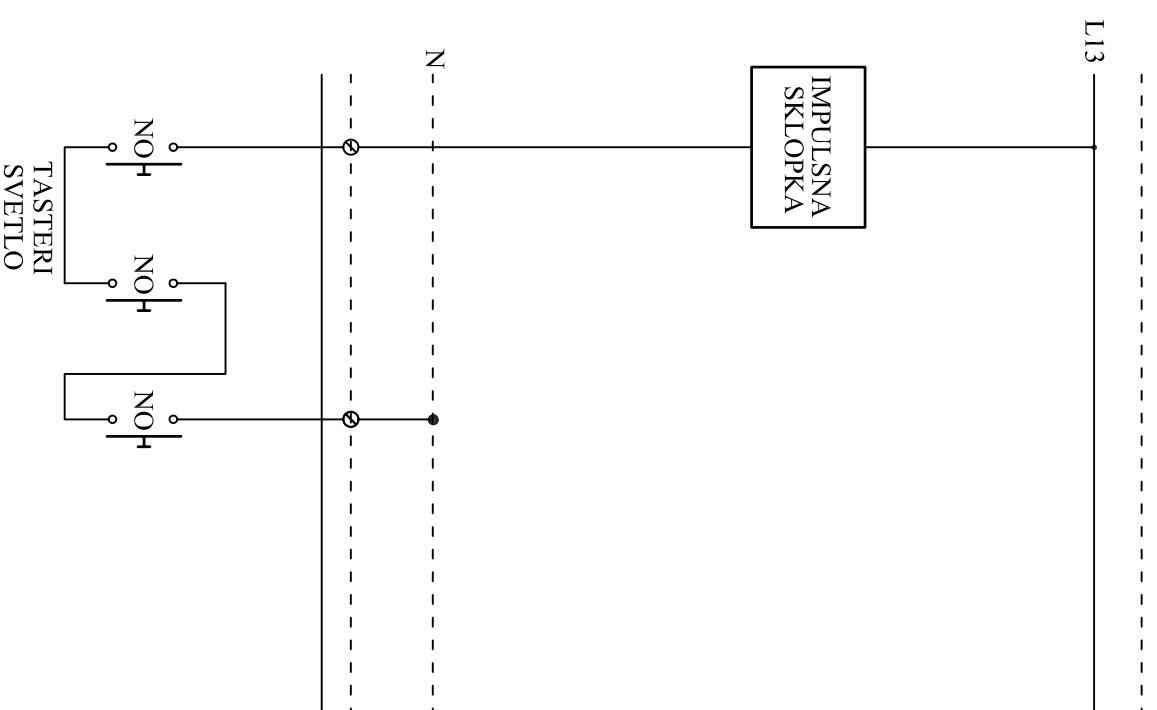 L13
IMPULSNA
SKLOPKA
N
NO
NO
NO
TASTERI
SVETLO